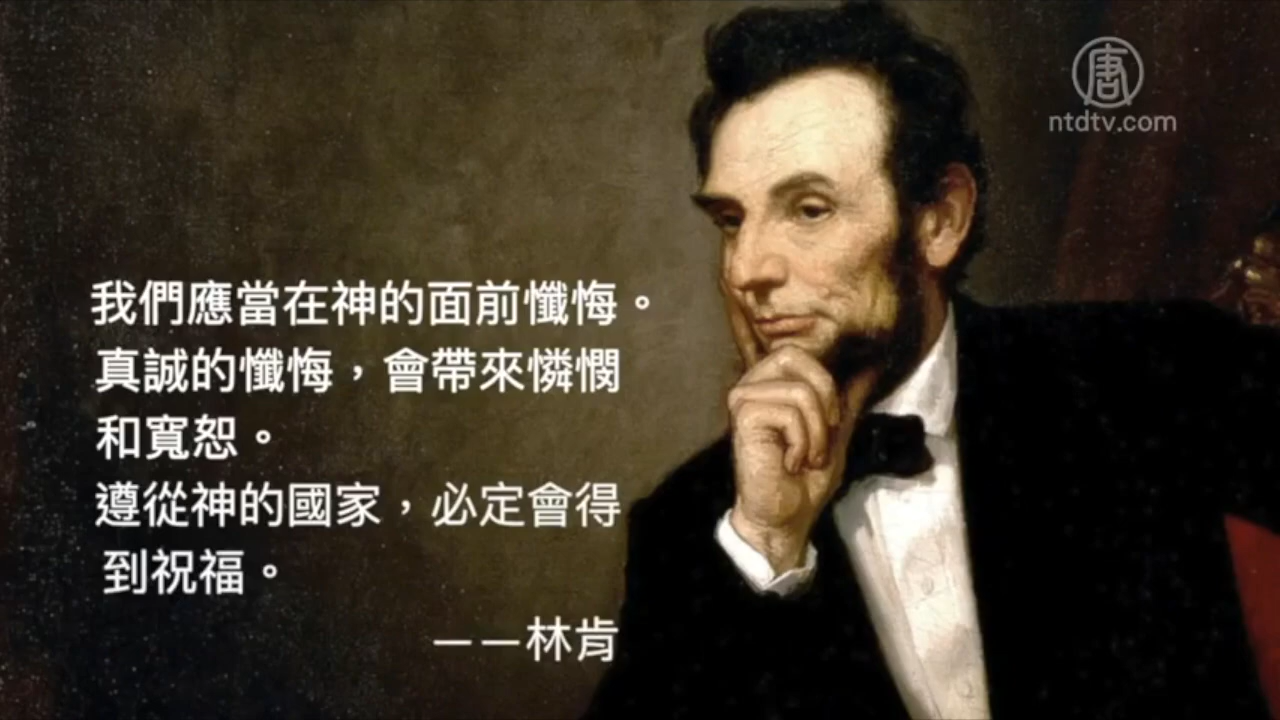 唐
ntdtv.com
我們應當在神的面前懺悔。
真誠的懺悔，會帶來憐憫
和寬恕。
遵從神的國家，必定會得
到祝福。
——林肯